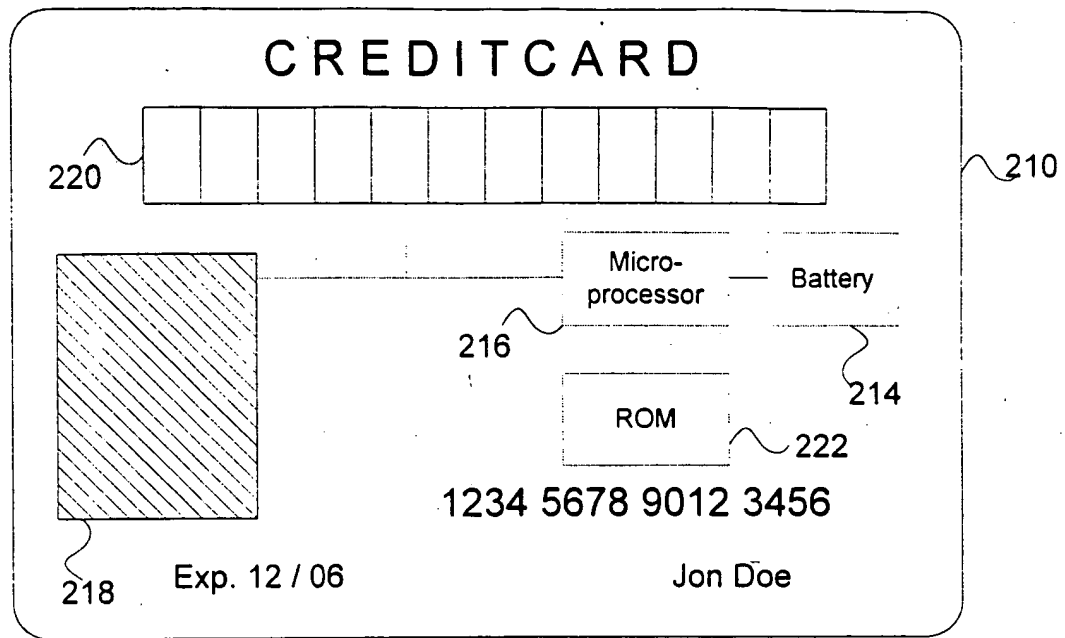 CREDITCARD
220
210
Micro-
processor
Battery
216
214
ROM
222
1234 5678 9012 3456
218
Exp. 12 / 06
Jon Doe